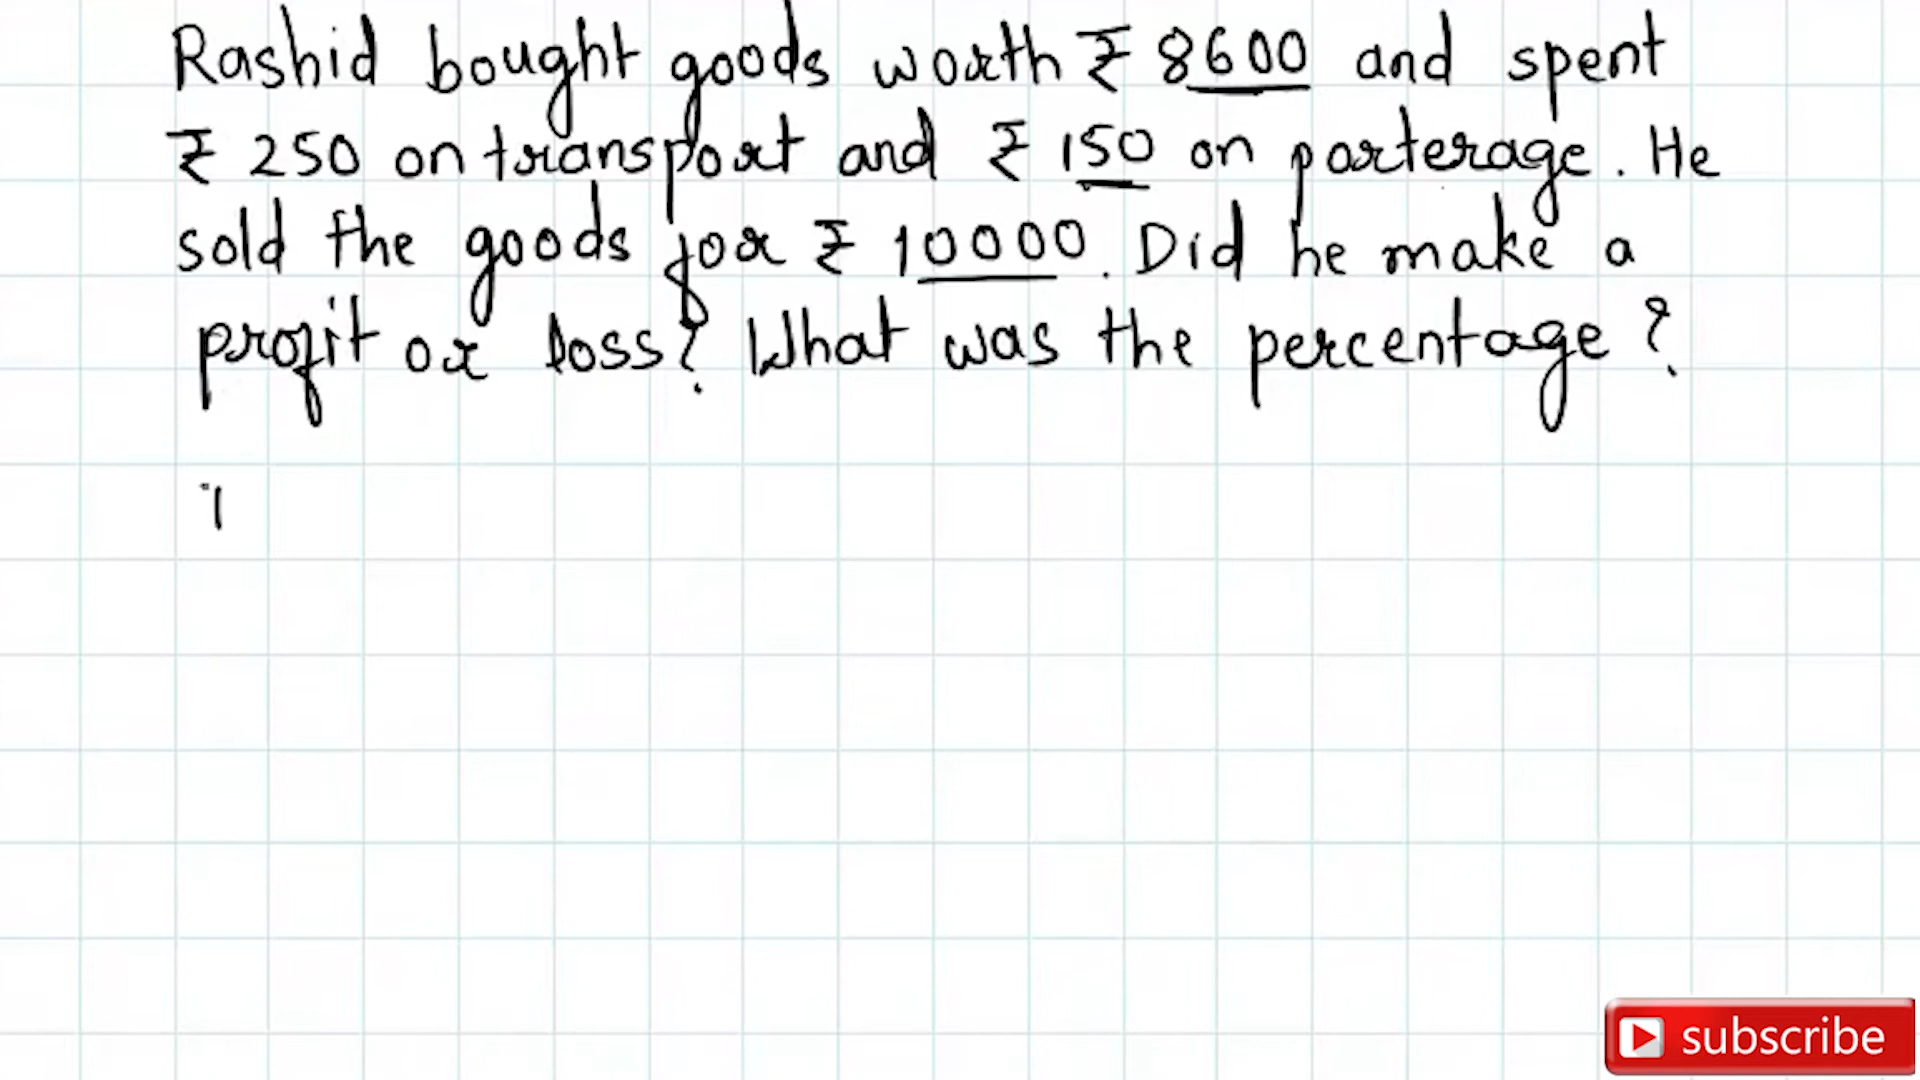 Rashid bought goods worth ₹ 8600 and spent
₹ 250 on transport and ₹ 150 on porterage. He
sold the goods for ₹ 10000. Did he make a
profit or loss? What was the percentage?
subscribe